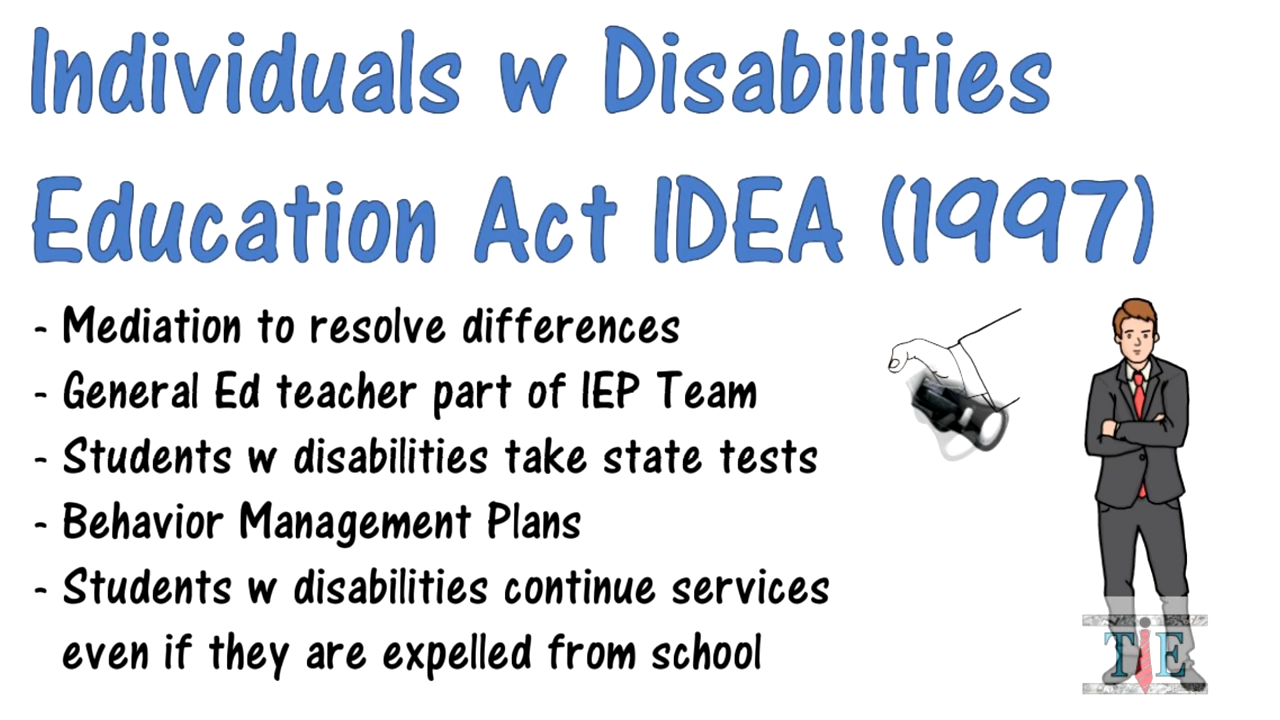 Individuals w Disabilities
Education Act IDEA (1997)
- Mediation to resolve differences
- General Ed teacher part of IEP Team
- Students w disabilities take state tests
- Behavior Management Plans
- Students w disabilities continue services
even if they are expelled from school
TiE